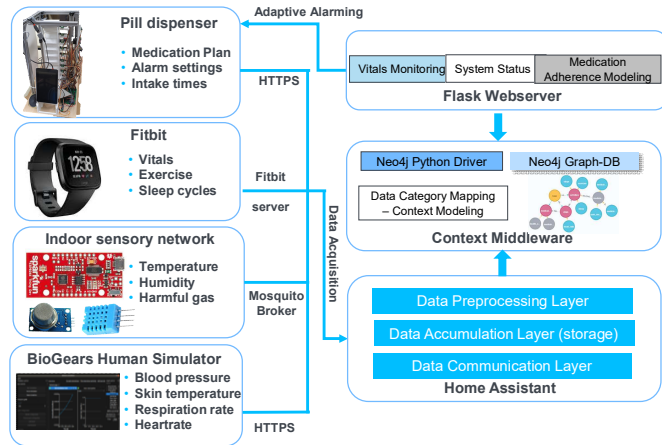 Pill dispenser
• Medication Plan
• Alarm settings
• Intake times
Adaptive Alarming
HTTPS
Fitbit
12:58
• Vitals
• Exercise
• Sleep cycles
Fitbit
server
Indoor sensory network
sparkfun
• Temperature
• Humidity
• Harmful gas
Mosquito
Broker
BioGears Human Simulator
• Blood pressure
• Skin temperature
• Respiration rate
• Heartrate
HTTPS
Data Acquisition
Vitals Monitoring
System Status
Medication
Adherence Modeling
Flask Webserver
Neo4j Python Driver
Neo4j Graph-DB
Data Category Mapping
– Context Modeling
Context Middleware
Data Preprocessing Layer
Data Accumulation Layer (storage)
Data Communication Layer
Home Assistant